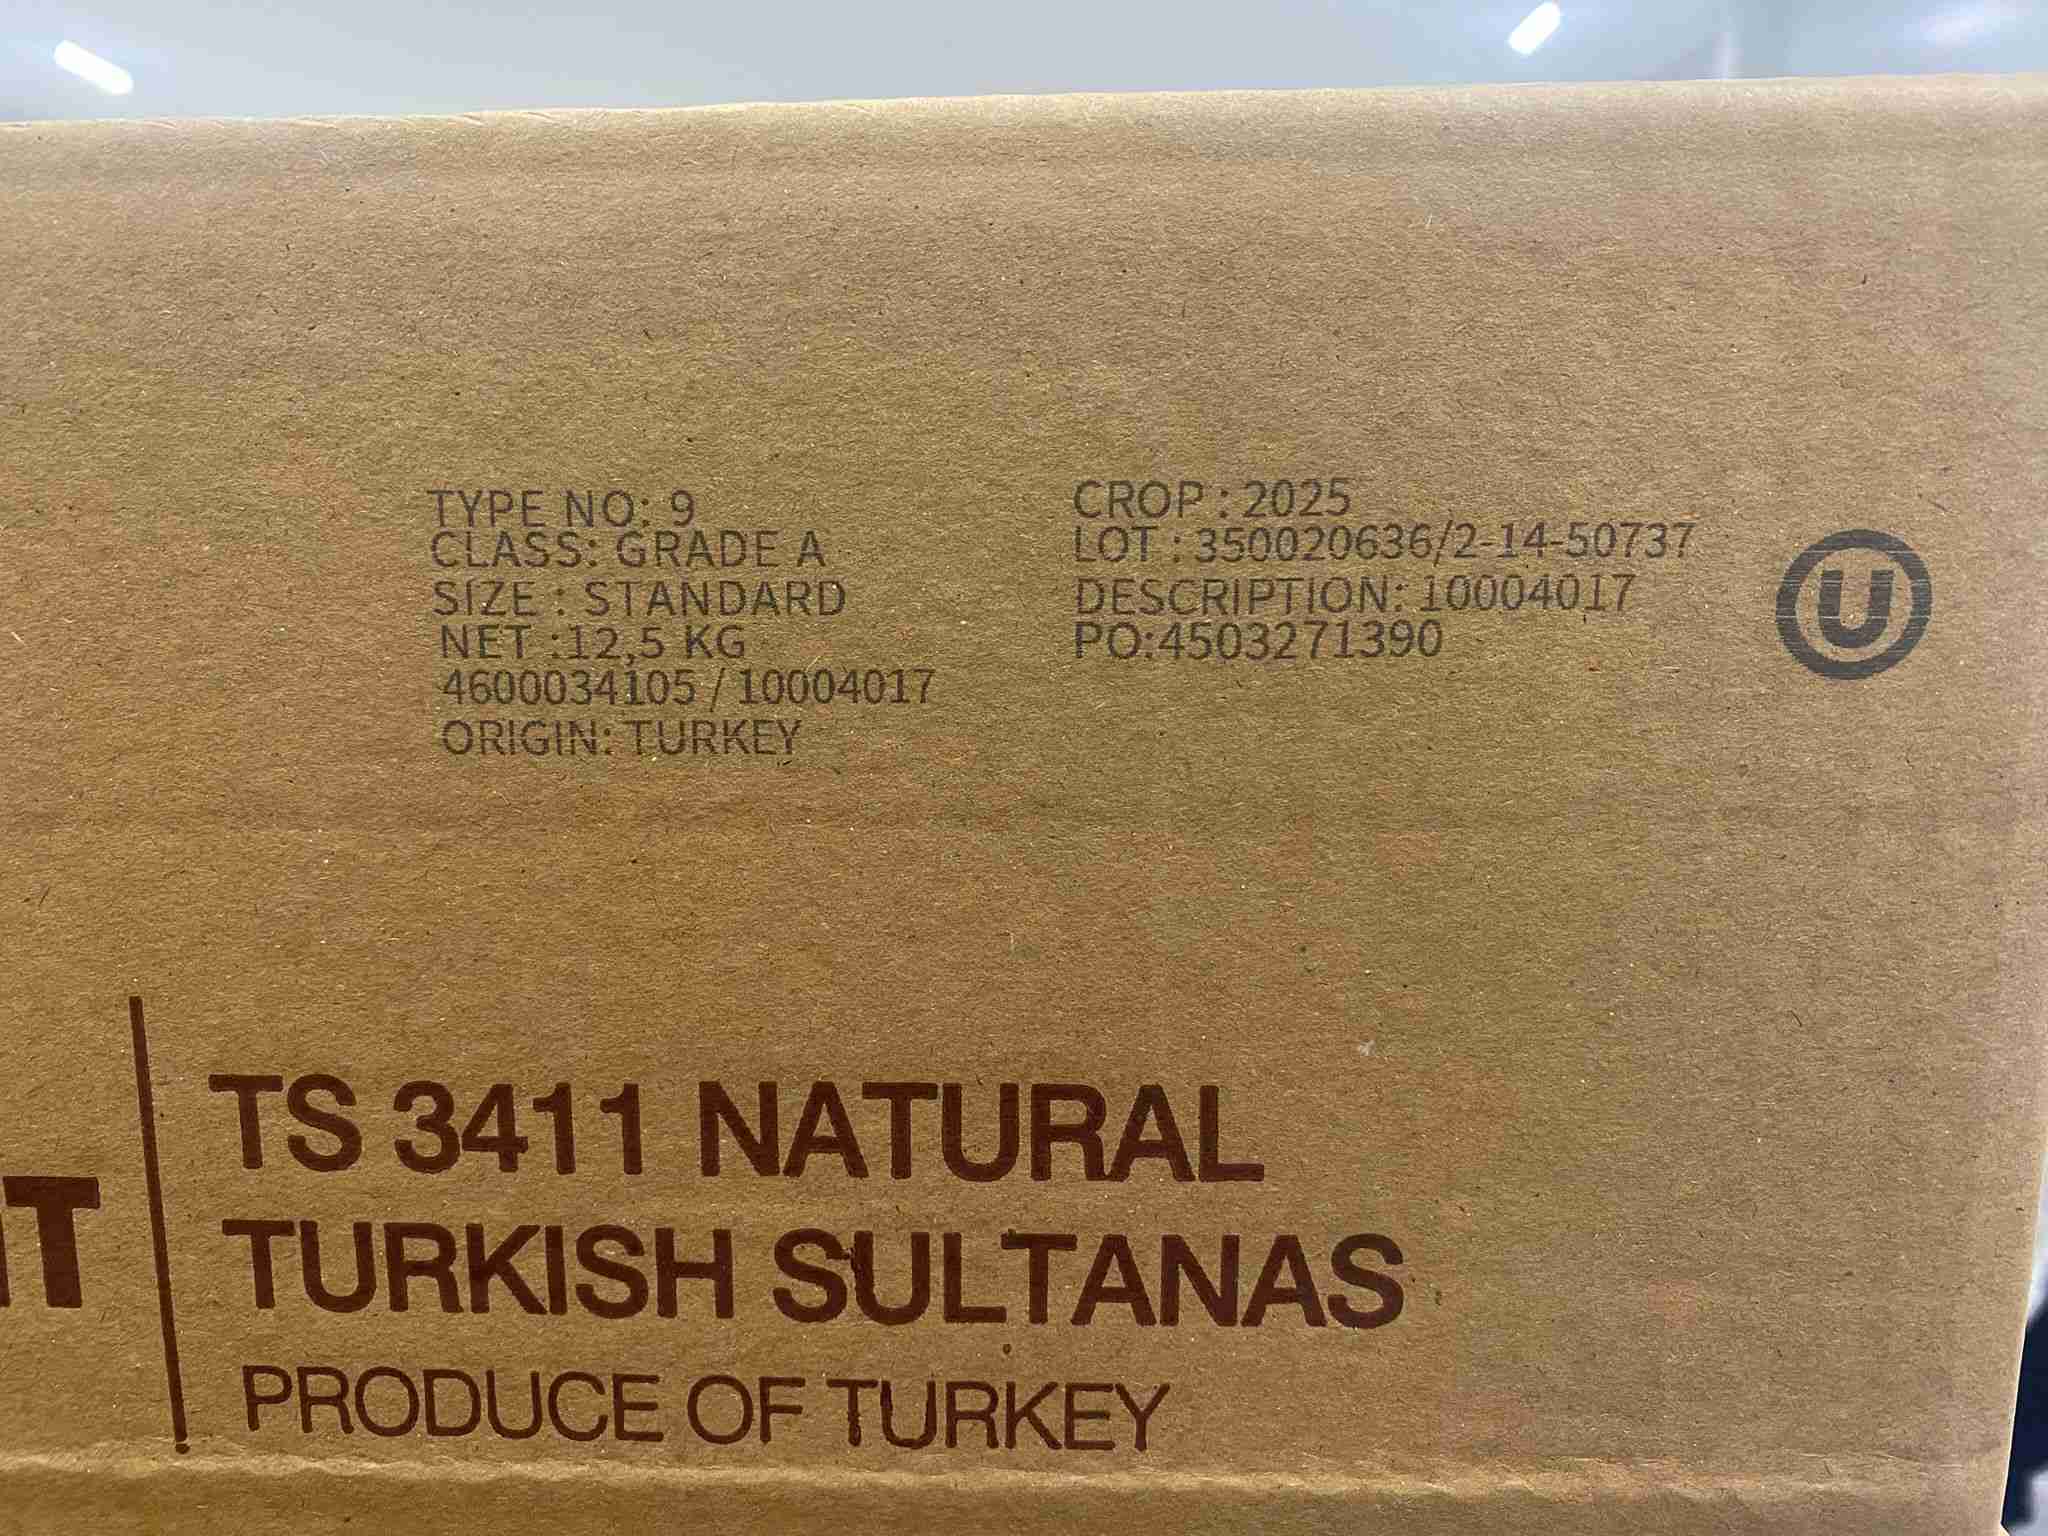 TYPE NO: 9
CLASS: GRADE A
SIZE : STANDARD
NET :12,5 KG
4600034105 / 10004017
ORIGIN: TURKEY
CROP : 2025
LOT : 350020636/2-14-50737
DESCRIPTION: 10004017
PO:4503271390
U
TS 3411 NATURAL
TURKISH SULTANAS
PRODUCE OF TURKEY